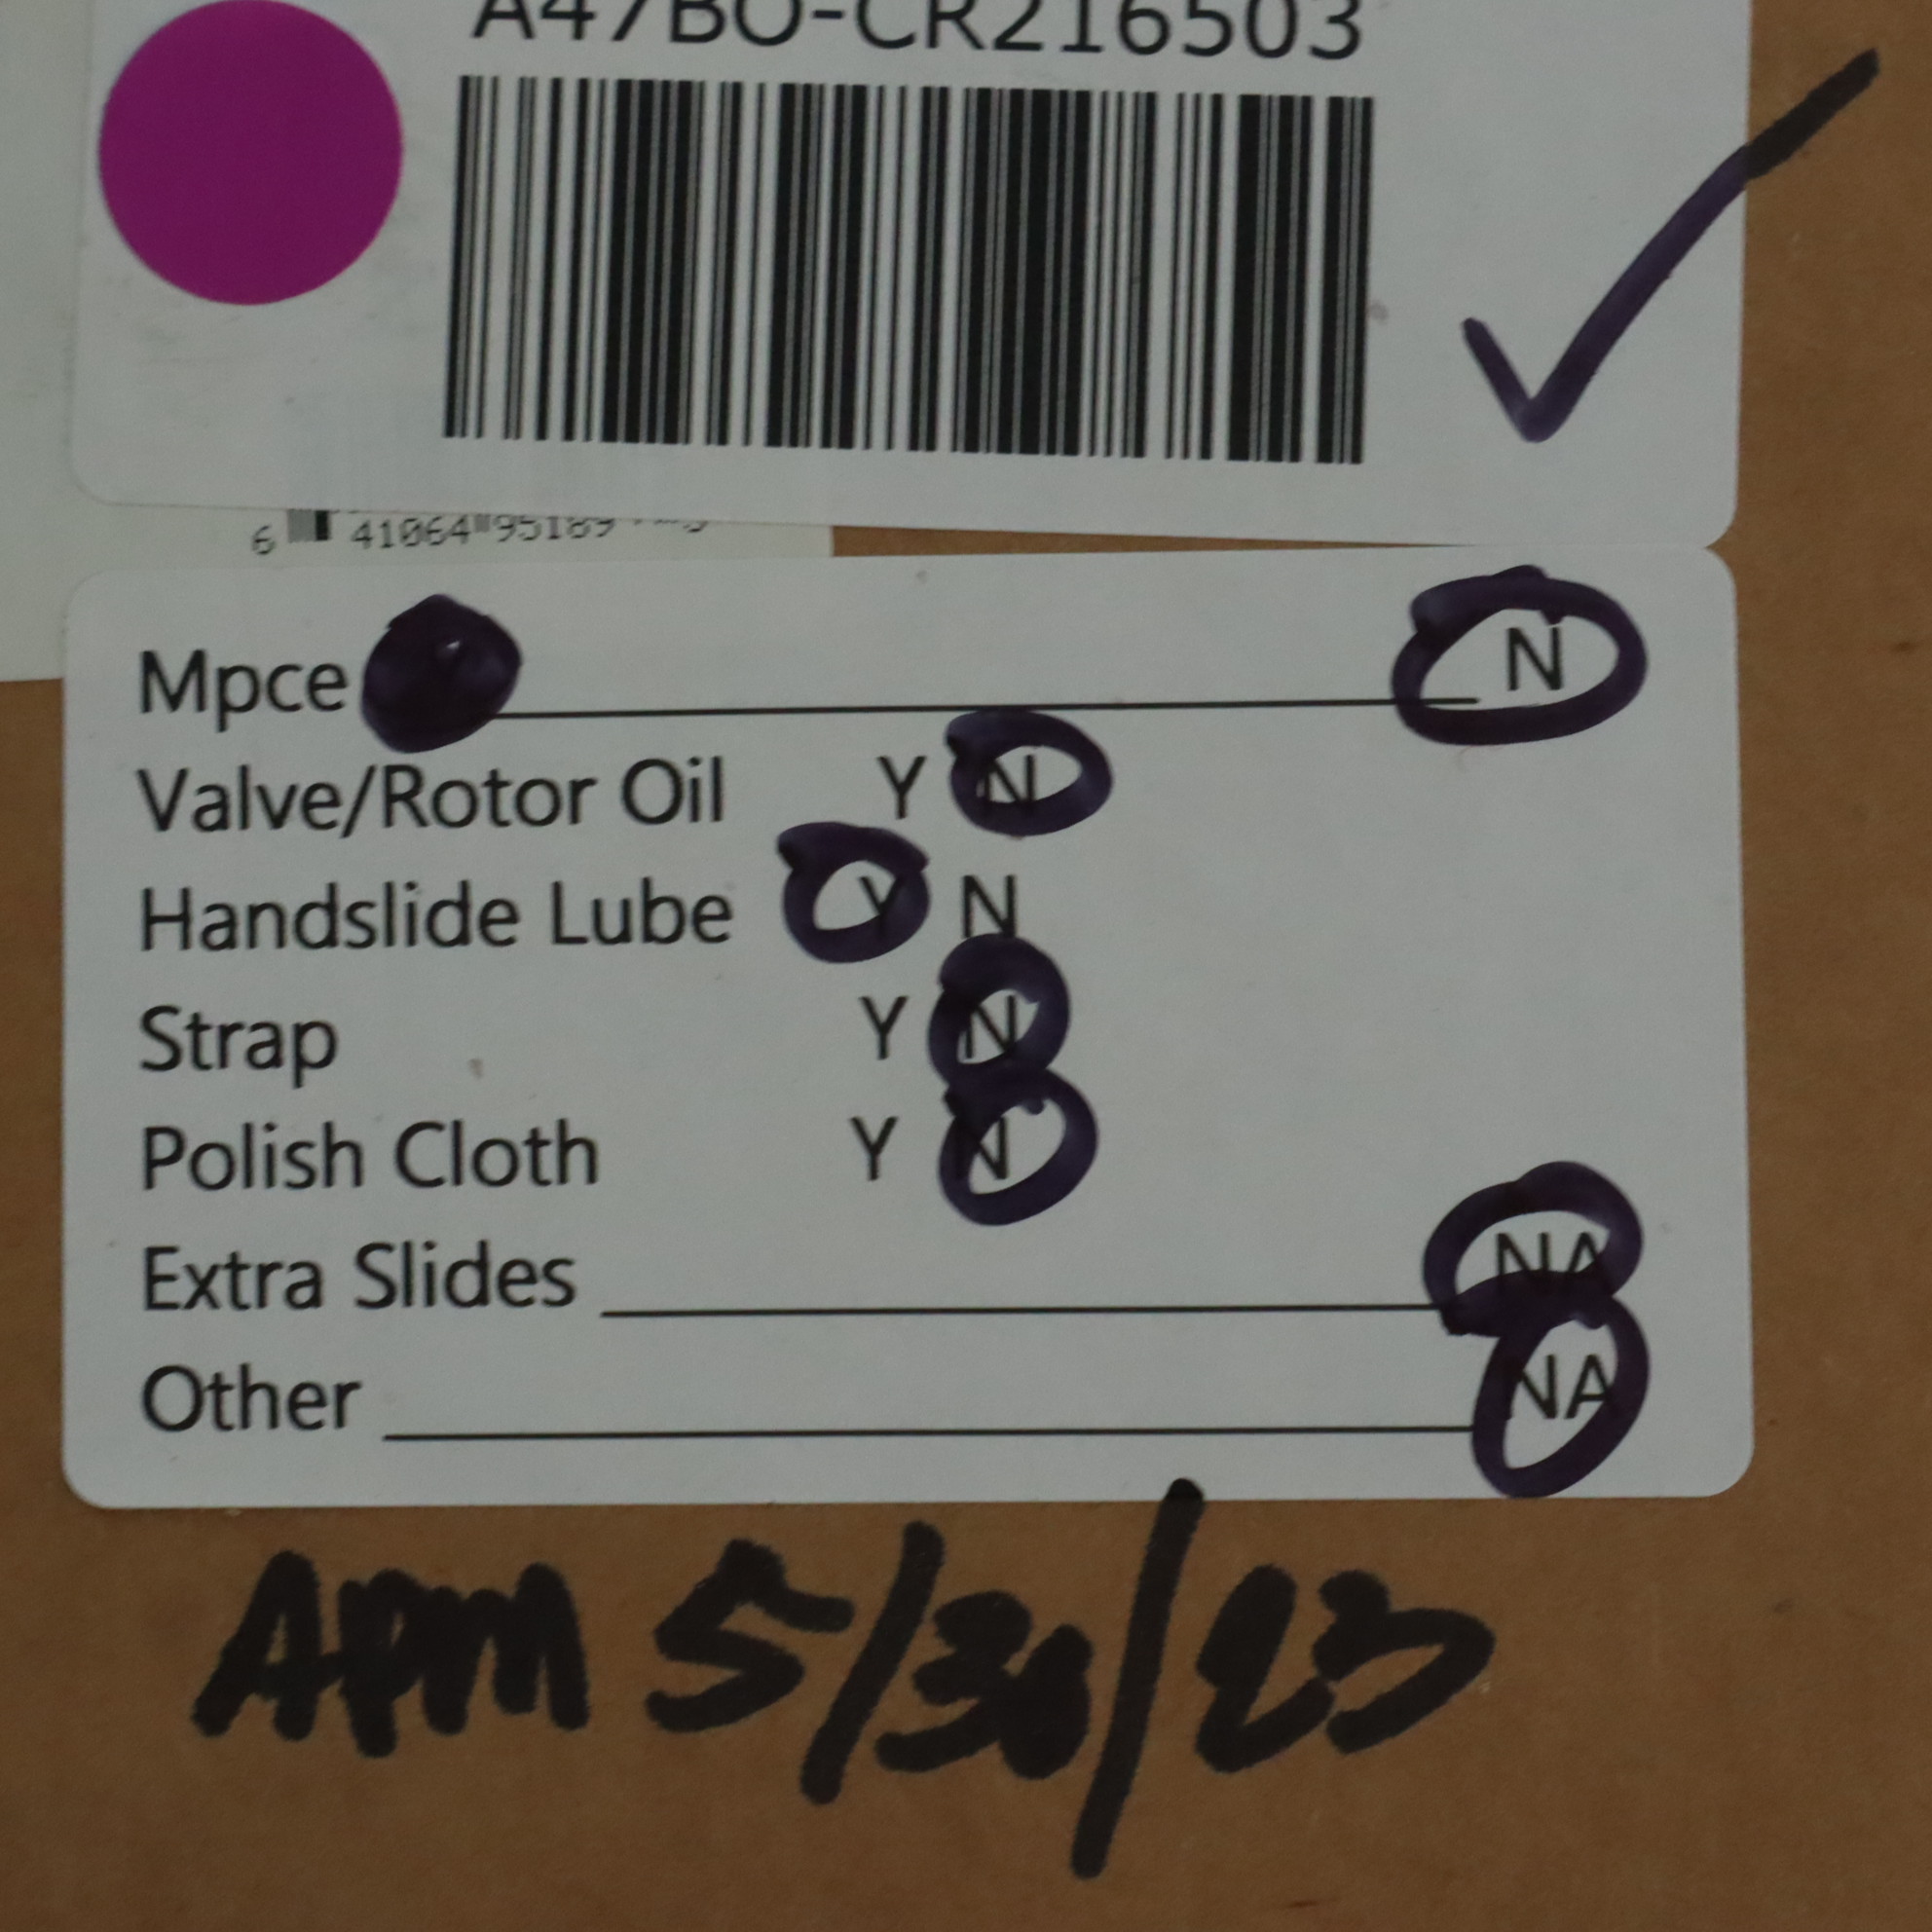 A47BO-CR216503
6 41064 95189
Mpce N
Valve/Rotor Oil Y N
Handslide Lube Y N
Strap Y N
Polish Cloth Y N
Extra Slides NA
Other NA
APM 5/30/23